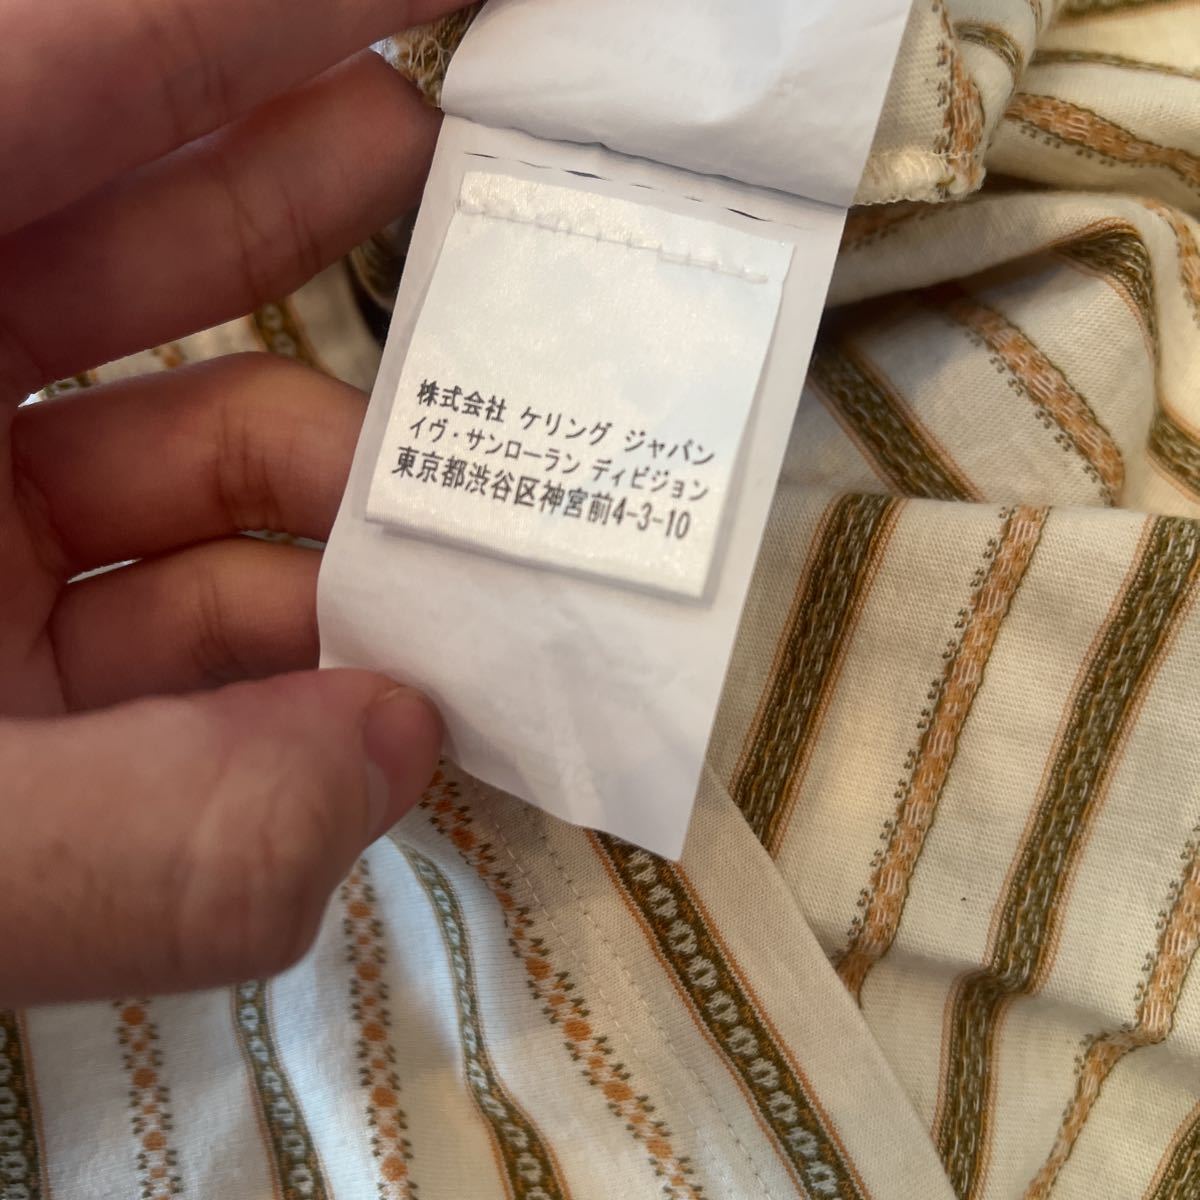 株式会社 ケリング ジャパン
イヴ・サンローラン ディビジョン
東京都渋谷区神宮前4-3-10